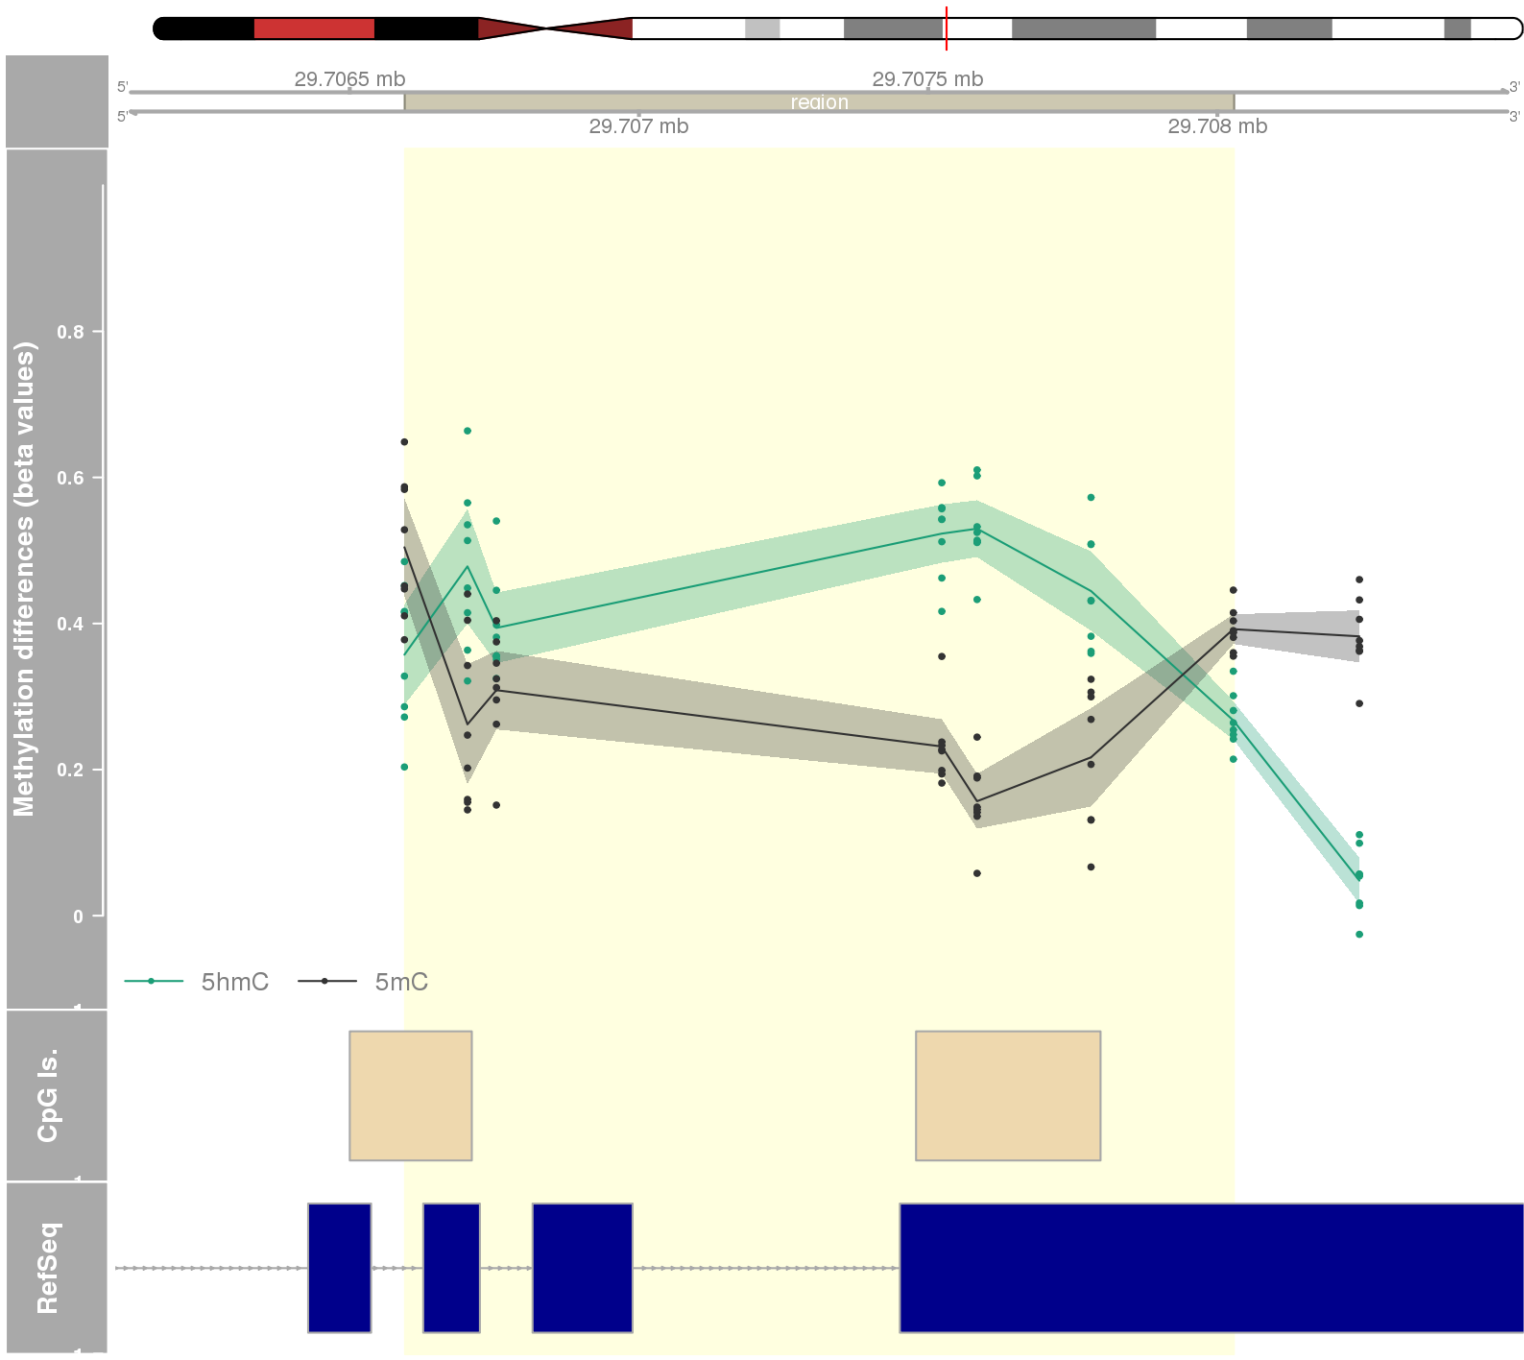 29.7065 mb
29.7075 mb
5'
3'
region
5'
3'
29.707 mb
29.708 mb
Methylation differences (beta values)
0.8
0.6
0.4
0.2
0
5hmC
5mC
CpG Is.
RefSeq